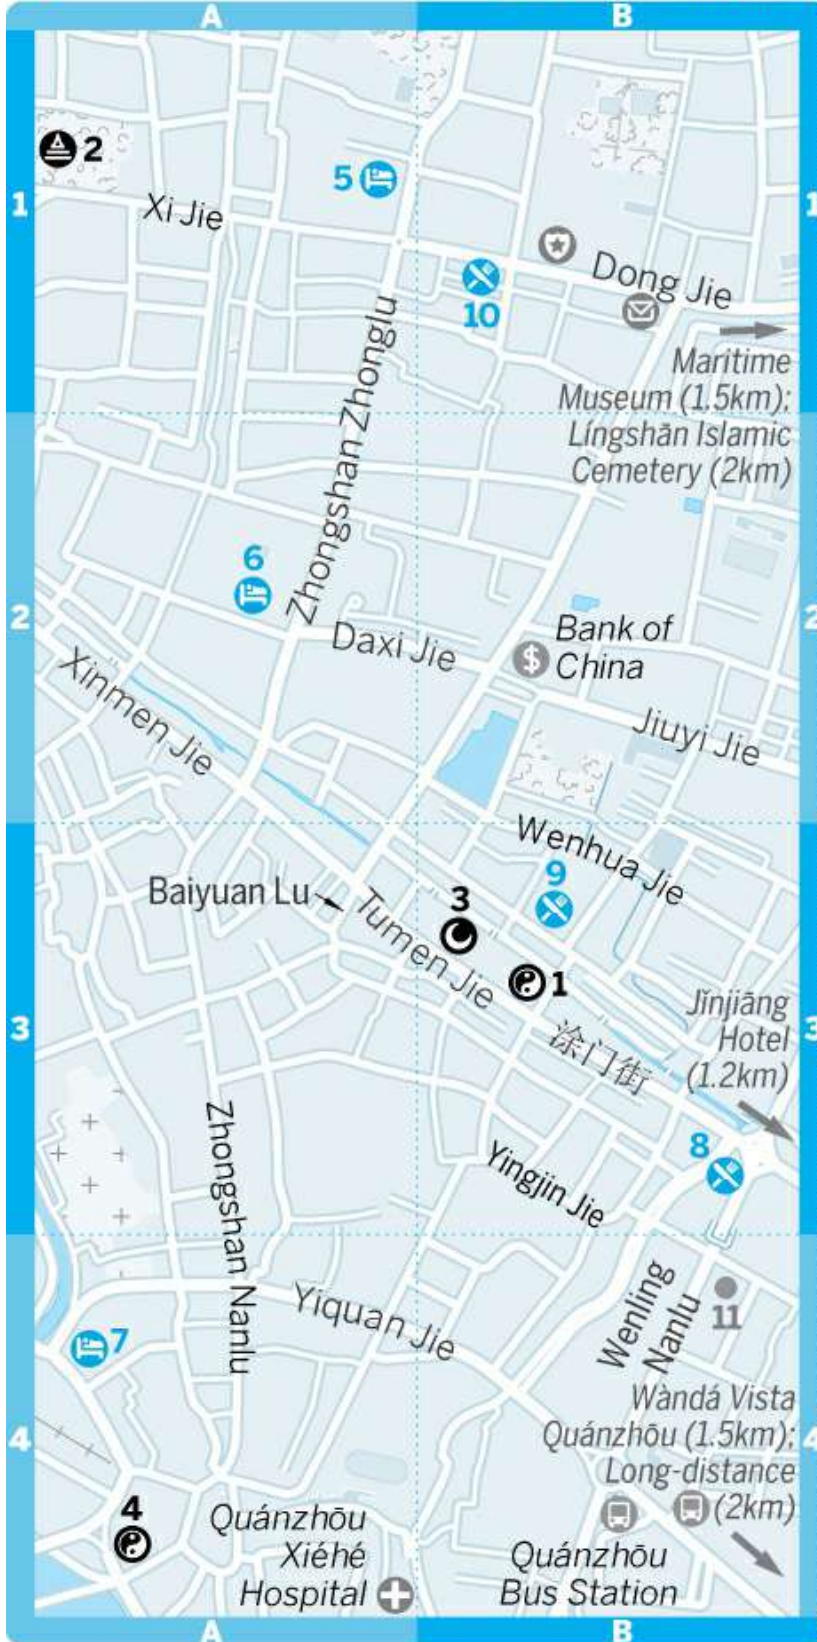 A
B
2
5
1
1
Xi Jie
Dong Jie
10
Maritime
Museum (1.5km);
Língshān Islamic
Cemetery (2km)
Zhongshan Zhonglu
6
2
2
Bank of
China
$
Daxi Jie
Xinmen Jie
Jiuyi Jie
Wenhua Jie
9
Baiyuan Lu
3
Tumen Jie
1
涂门街
Jǐnjiāng
Hotel
(1.2km)
3
3
8
Zhongshan Nanlu
Yingjin Jie
Wenling
Nanlu
11
Yiquan Jie
7
Wàndá Vista
Quánzhōu (1.5km);
Long-distance
(2km)
4
4
4
Quánzhōu
Xiéhé
Hospital
Quánzhōu
Bus Station
A
B